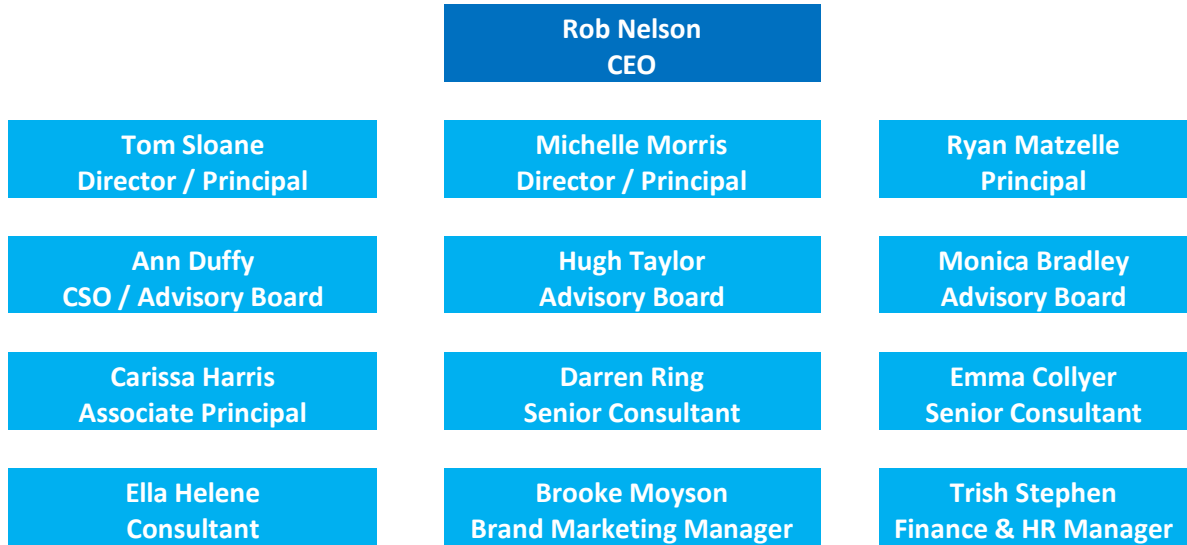 Rob Nelson
CEO
Tom Sloane
Director / Principal
Michelle Morris
Director / Principal
Ryan Matzelle
Principal
Ann Duffy
CSO / Advisory Board
Hugh Taylor
Advisory Board
Monica Bradley
Advisory Board
Carissa Harris
Associate Principal
Darren Ring
Senior Consultant
Emma Collyer
Senior Consultant
Ella Helene
Consultant
Brooke Moyson
Brand Marketing Manager
Trish Stephen
Finance & HR Manager